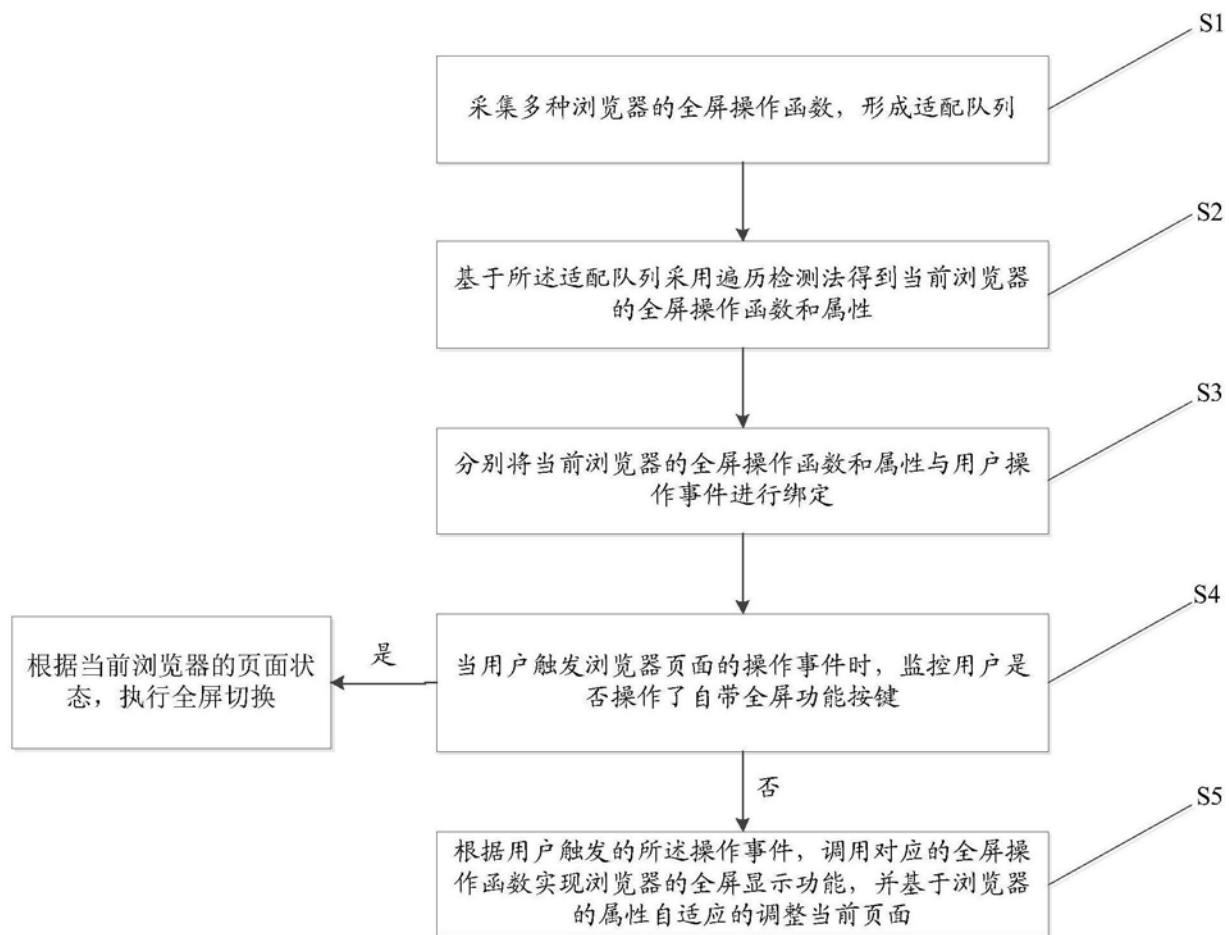 S1
采集多种浏览器的全屏操作函数，形成适配队列
S2
基于所述适配队列采用遍历检测法得到当前浏览器
的全屏操作函数和属性
S3
分别将当前浏览器的全屏操作函数和属性与用户操
作事件进行绑定
S4
当用户触发浏览器页面的操作事件时，监控用户是
否操作了自带全屏功能按键
是
根据当前浏览器的页面状
态，执行全屏切换
否
S5
根据用户触发的所述操作事件，调用对应的全屏操
作函数实现浏览器的全屏显示功能，并基于浏览器
的属性自适应的调整当前页面